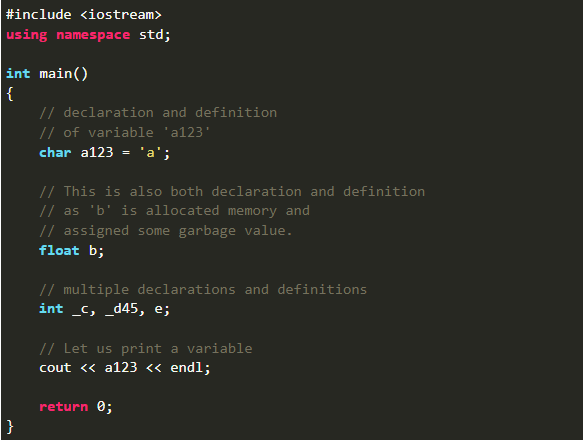 #include <iostream>
using namespace std;
int main()
{
// declaration and definition
// of variable 'a123'
char a123 = 'a';
// This is also both declaration and definition
// as 'b' is allocated memory and
// assigned some garbage value.
float b;
// multiple declarations and definitions
int _c, _d45, e;
// Let us print a variable
cout << a123 << endl;
return 0;
}